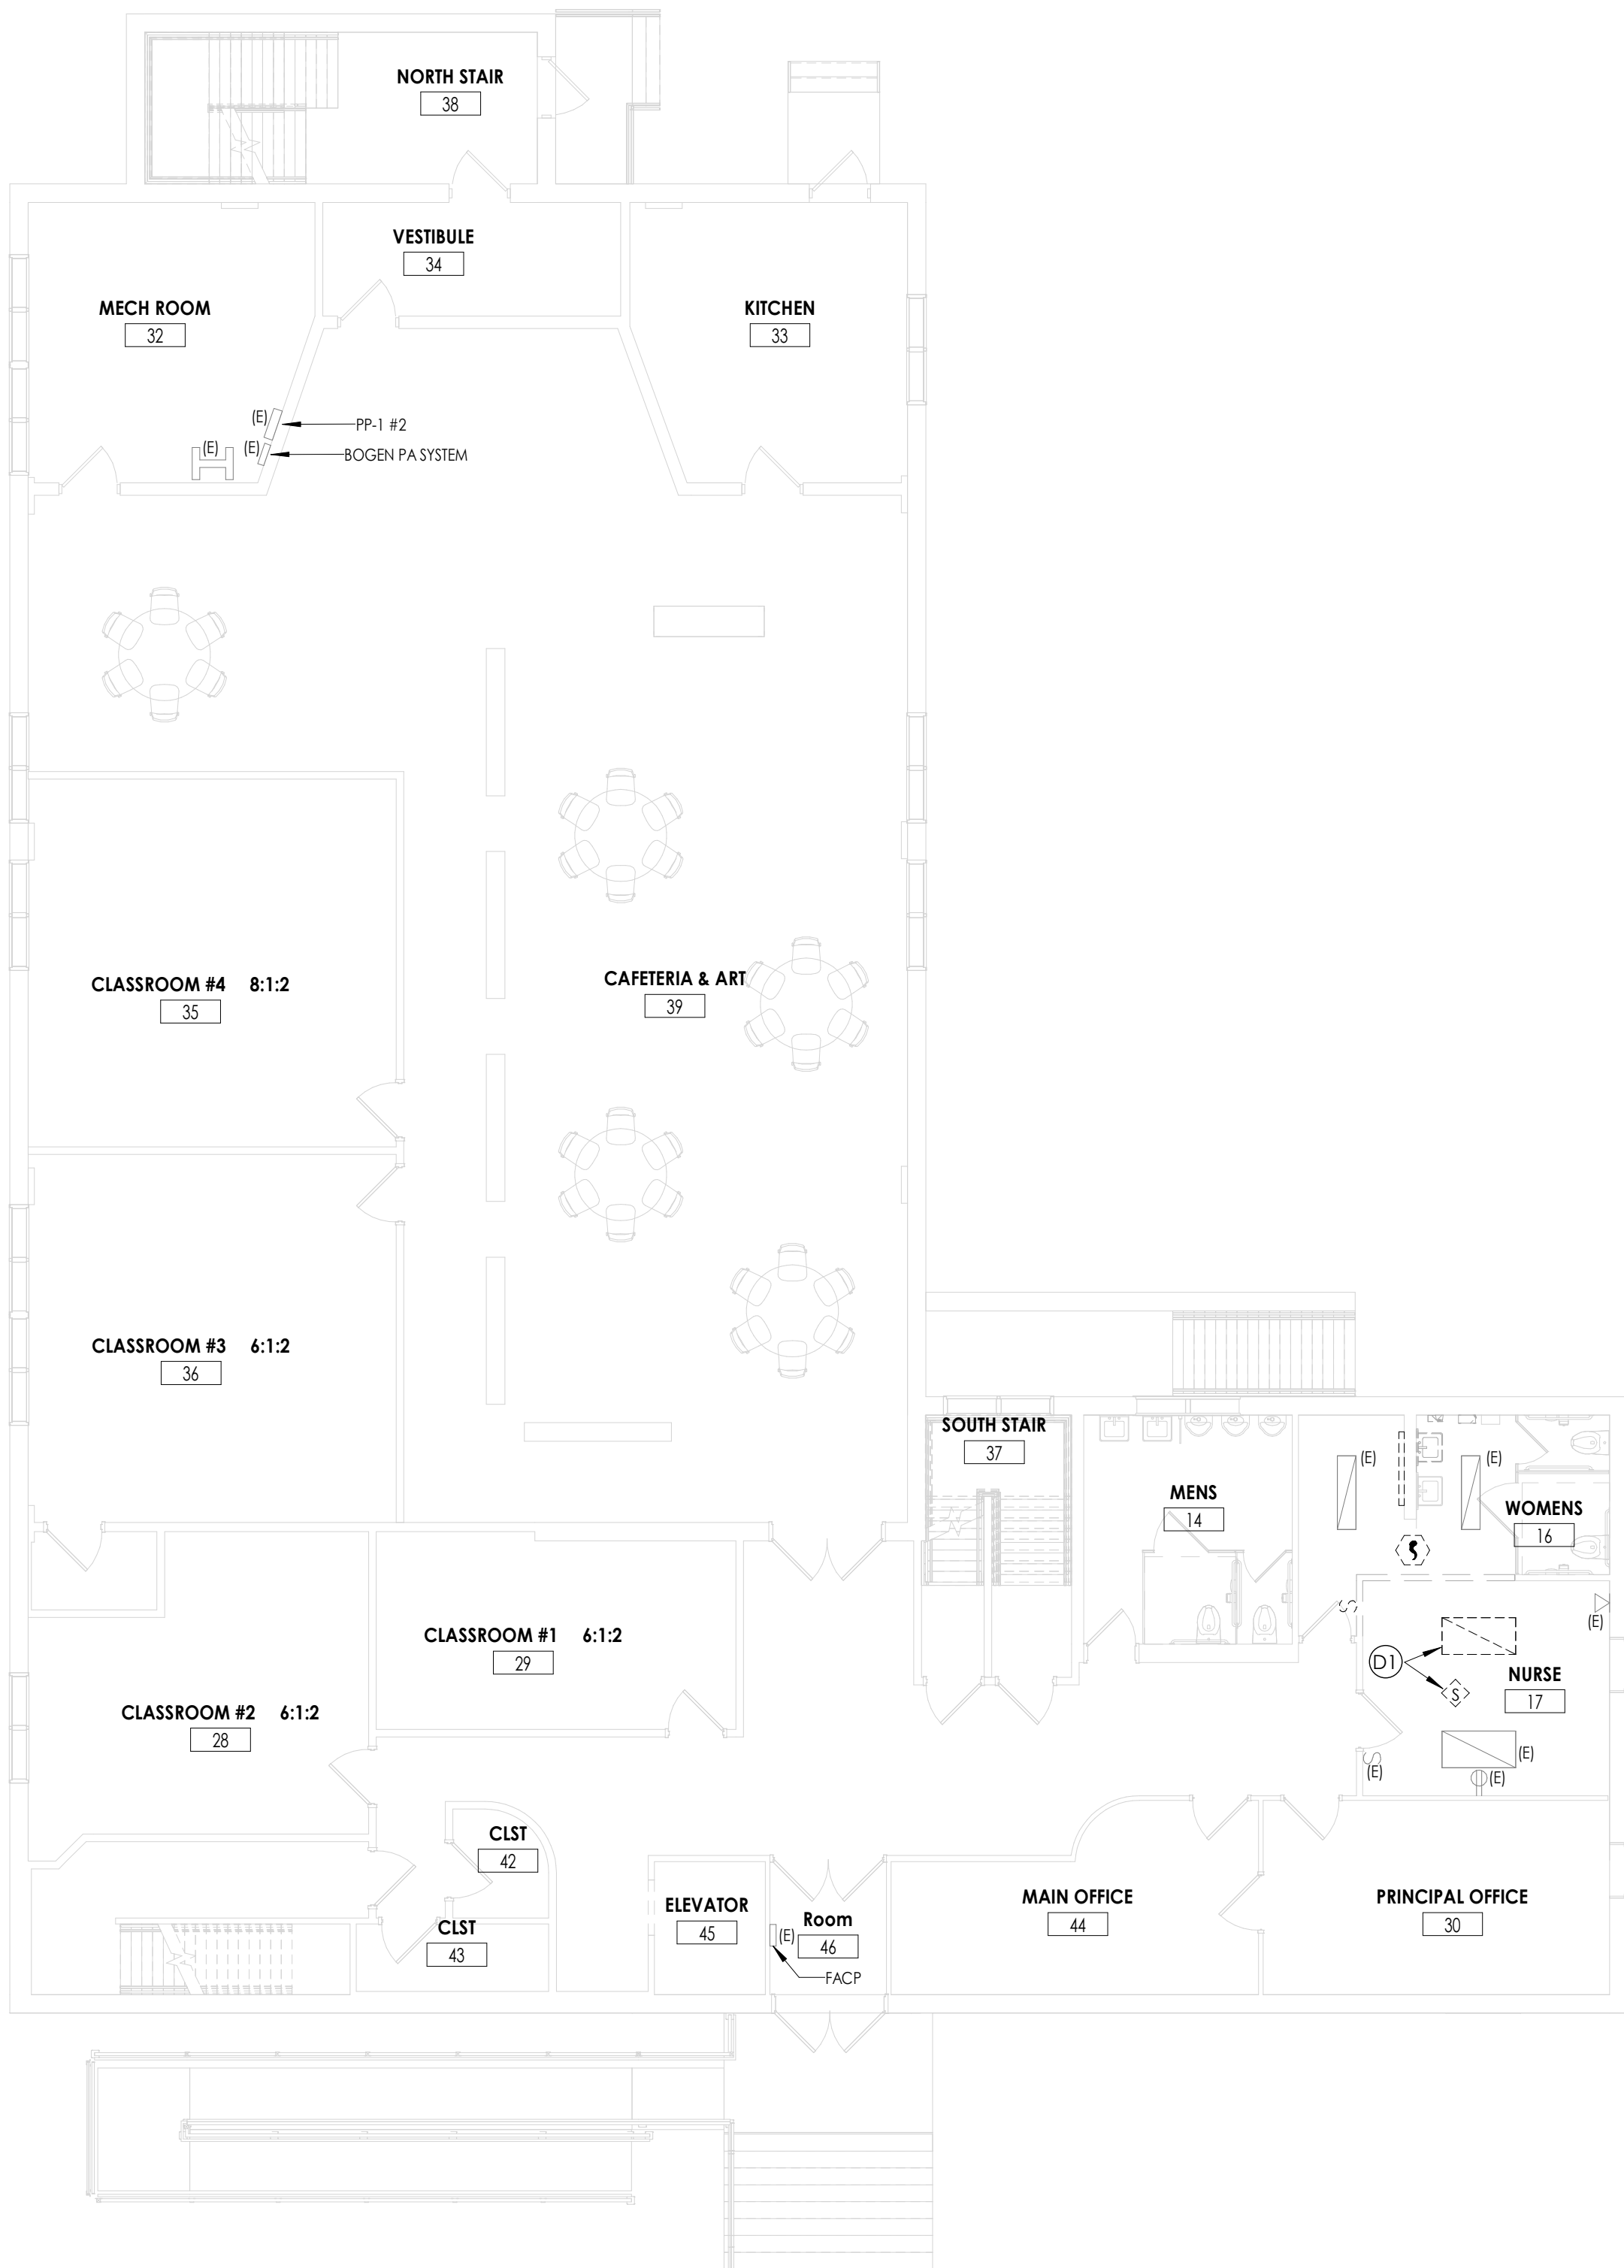 NORTH STAIR
38
VESTIBULE
34
MECH ROOM
32
KITCHEN
33
(E)
PP-1 #2
(E)
(E)
BOGEN PA SYSTEM
CLASSROOM #4 8:1:2
35
CAFETERIA & ART
39
CLASSROOM #3 6:1:2
36
SOUTH STAIR
37
(E)
(E)
MENS
14
WOMENS
16
(E)
CLASSROOM #1 6:1:2
29
D1
NURSE
17
S
CLASSROOM #2 6:1:2
28
(E)
(E)
(E)
CLST
42
ELEVATOR
45
Room
46
(E)
MAIN OFFICE
44
PRINCIPAL OFFICE
30
CLST
43
FACP